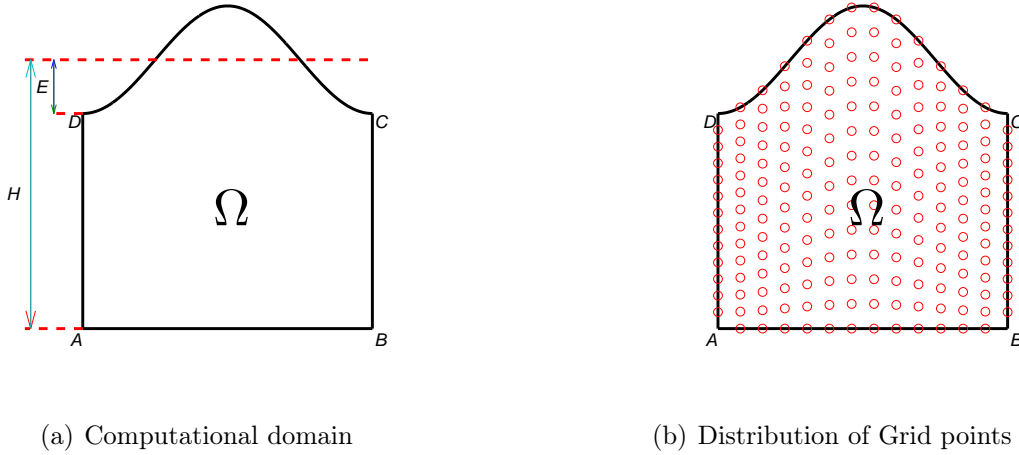 E
D
C
H
Ω
A
B
(a) Computational domain
D
C
Ω
A
B
(b) Distribution of Grid points